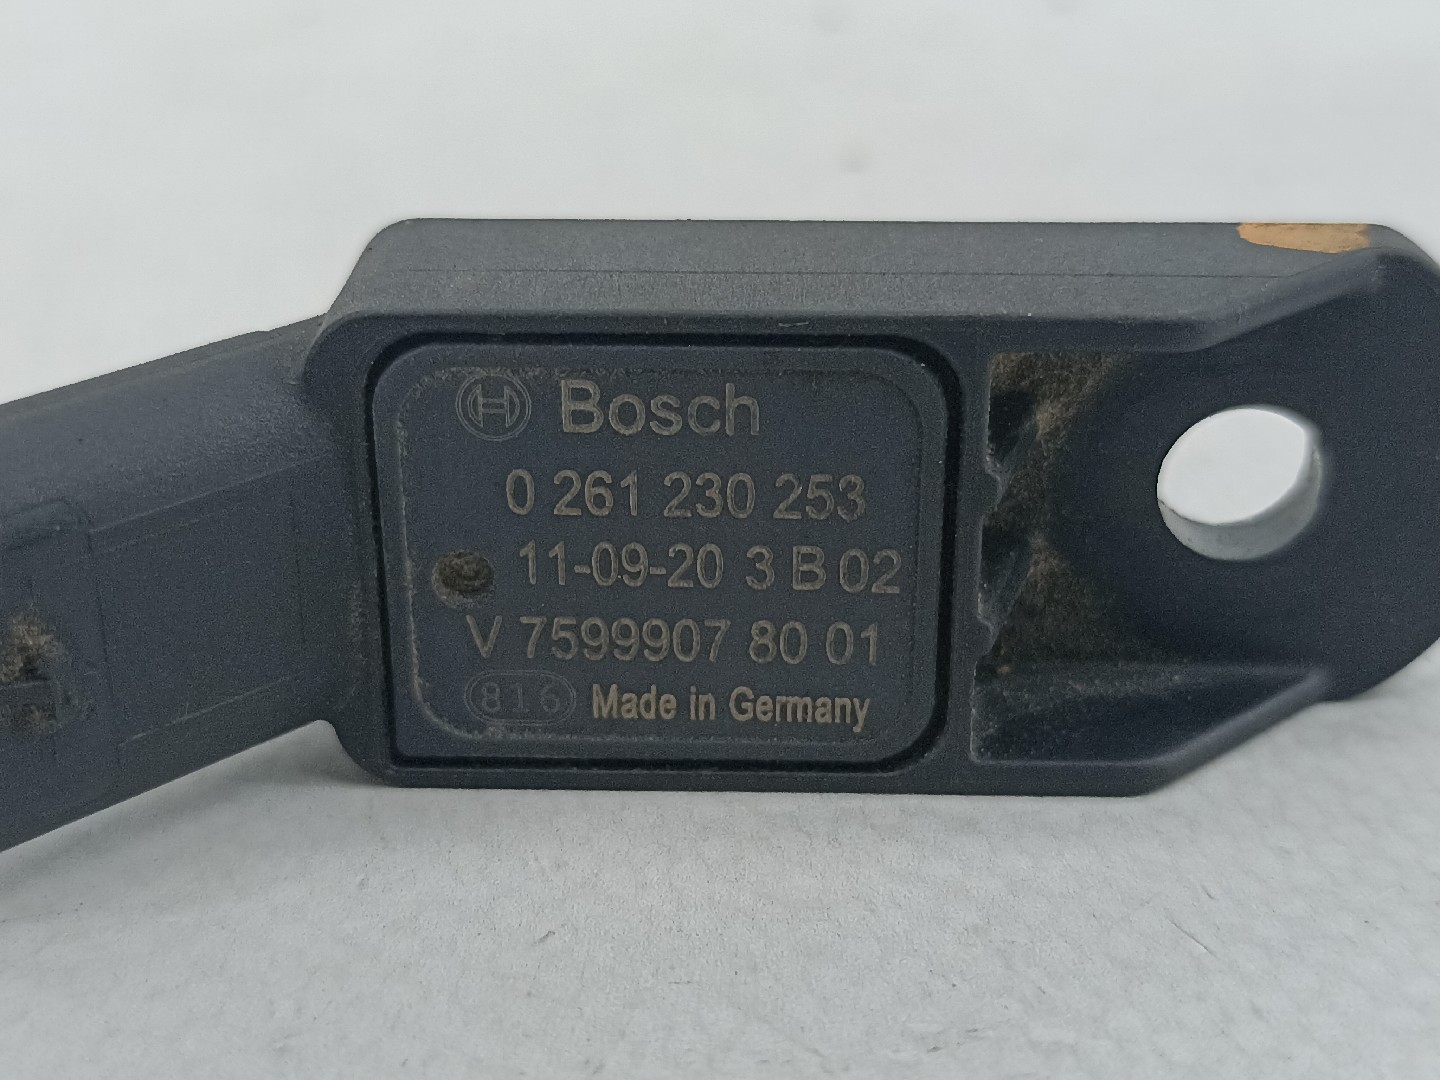 Bosch
0 261 230 253
11-09-20 3 B 02
V 7599907 80 01
816 Made in Germany